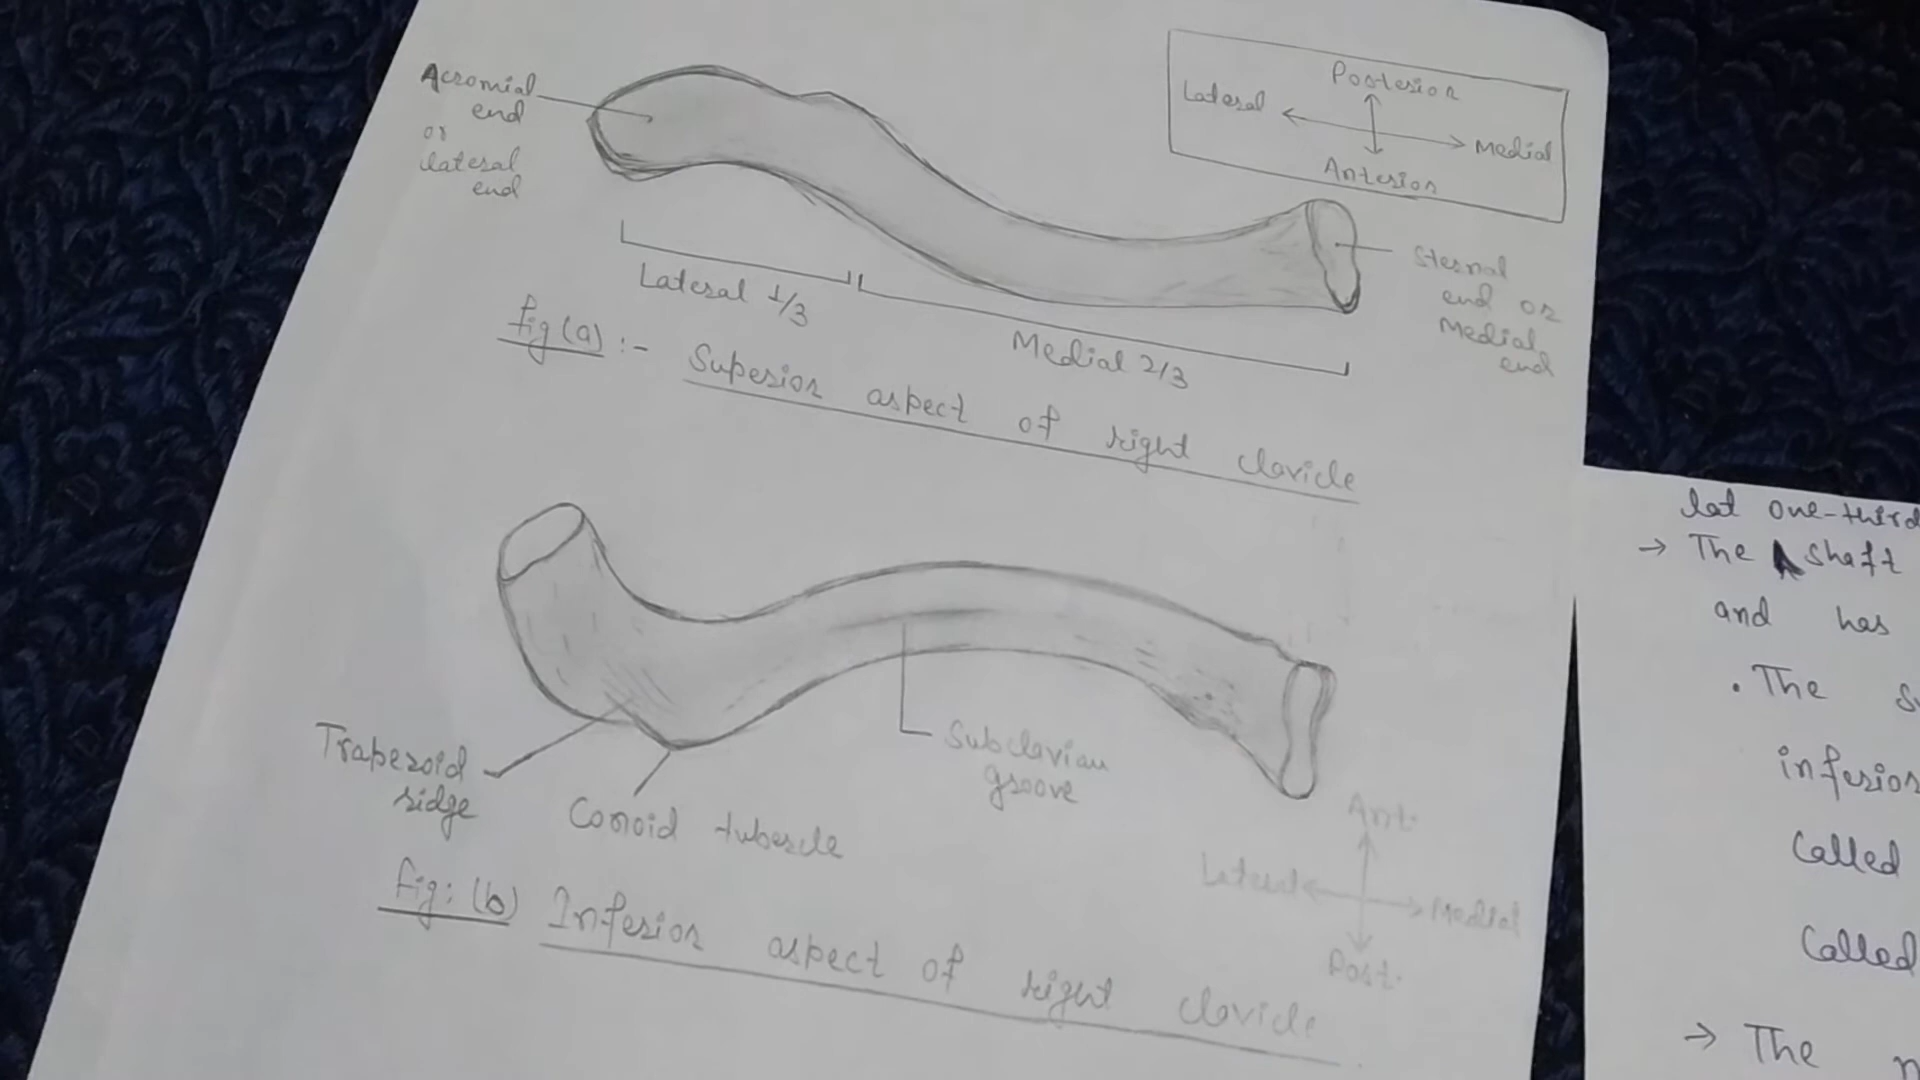 Acromial
end
or
lateral
end
Posterior
Lateral
Medial
Anterior
Sternal
end or
Medial
end
Lateral 1/3
Medial 2/3
fig(a):- Superior aspect of right clavicle
Trapezoid
ridge
Conoid tubercle
Subclavian
groove
Ant.
Lateral
Medial
Post.
fig:(b) Inferior aspect of right clavicle
lat one-third
→ The shaft
and has
. The
inferior
Called
Called
→ The